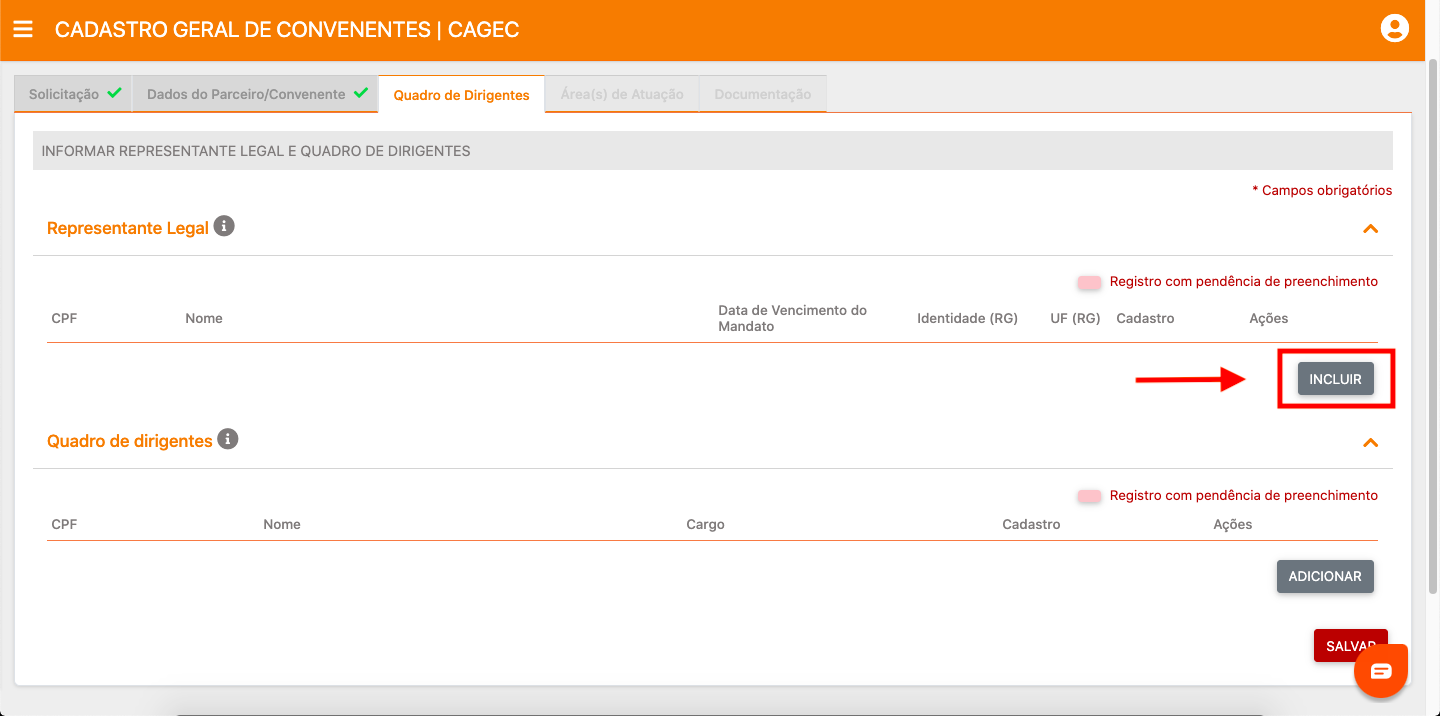 CADASTRO GERAL DE CONVENENTES | CAGEC
Solicitação Dados do Parceiro/Convenente Quadro de Dirigentes Área(s) de Atuação Documentação
INFORMAR REPRESENTANTE LEGAL E QUADRO DE DIRIGENTES
* Campos obrigatórios
Representante Legal
Registro com pendência de preenchimento
CPF Nome Data de Vencimento do Mandato Identidade (RG) UF (RG) Cadastro Ações
INCLUIR
Quadro de dirigentes
Registro com pendência de preenchimento
CPF Nome Cargo Cadastro Ações
ADICIONAR
SALVAR